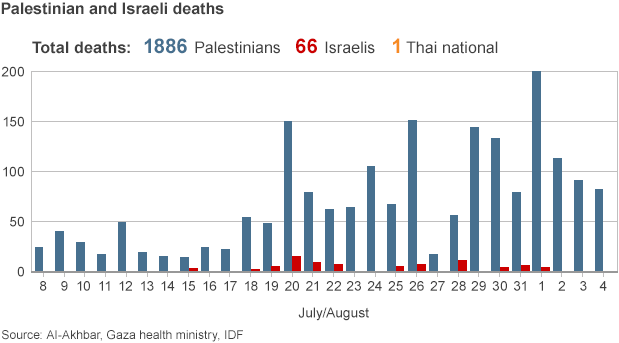 Palestinian and Israeli deaths
Total deaths: 1886 Palestinians 66 Israelis 1 Thai national
200
150
100
50
0
8 9 10 11 12 13 14 15 16 17 18 19 20 21 22 23 24 25 26 27 28 29 30 31 1 2 3 4
July/August
Source: Al-Akhbar, Gaza health ministry, IDF